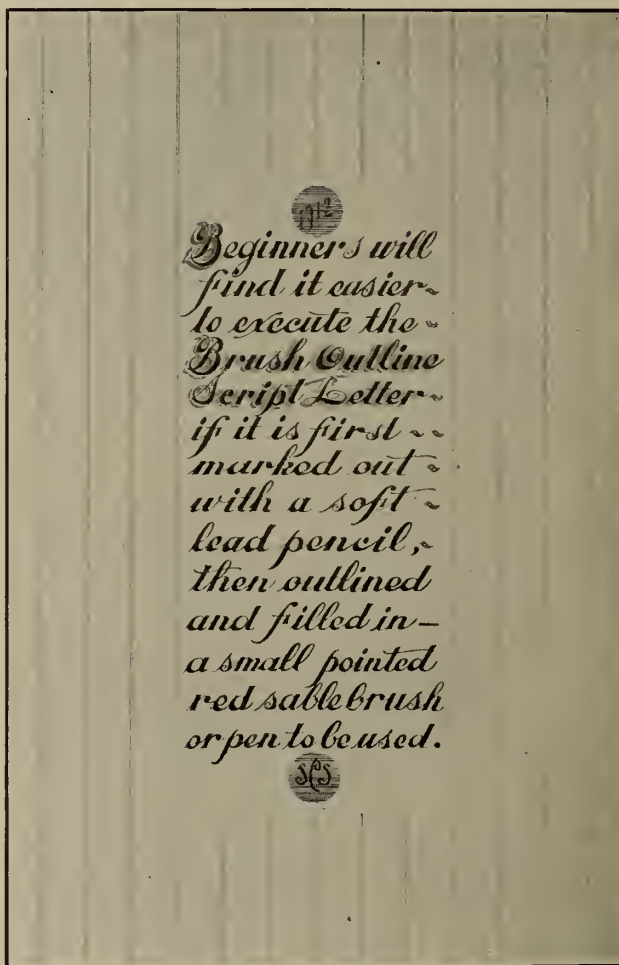 1912
Beginners will
find it easier
to execute the
Brush Outline
Script Letter
if it is first
marked out
with a soft
lead pencil,
then outlined
and filled in—
a small pointed
red sable brush
or pen to be used.